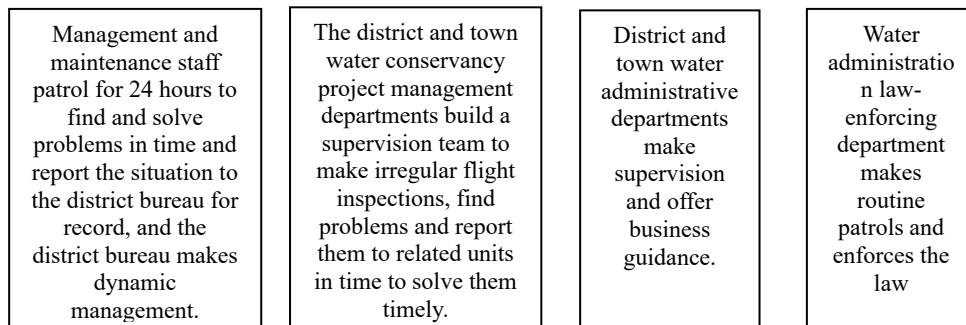 Management and
maintenance staff
patrol for 24 hours to
find and solve
problems in time and
report the situation to
the district bureau for
record, and the
district bureau makes
dynamic
management.
The district and town
water conservancy
project management
departments build a
supervision team to
make irregular flight
inspections, find
problems and report
them to related units
in time to solve them
timely.
District and
town water
administrative
departments
make
supervision
and offer
business
guidance.
Water
administratio
n law-
enforcing
department
makes
routine
patrols and
enforces the
law